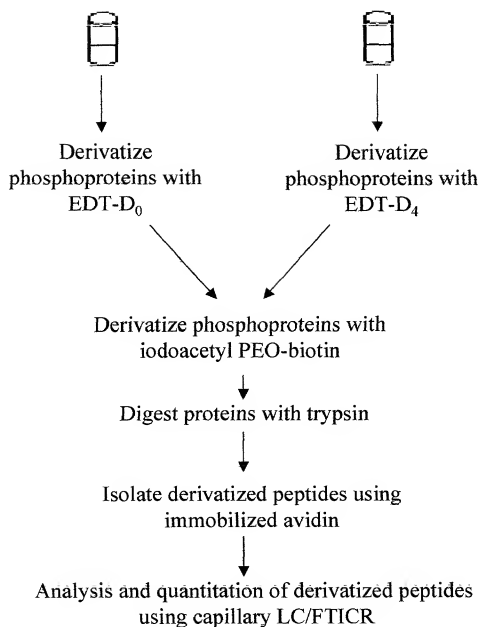 Derivatize
phosphoproteins with
EDT-D₀
Derivatize
phosphoproteins with
EDT-D₄
Derivatize phosphoproteins with
iodoacetyl PEO-biotin
Digest proteins with trypsin
Isolate derivatized peptides using
immobilized avidin
Analysis and quantitation of derivatized peptides
using capillary LC/FTICR